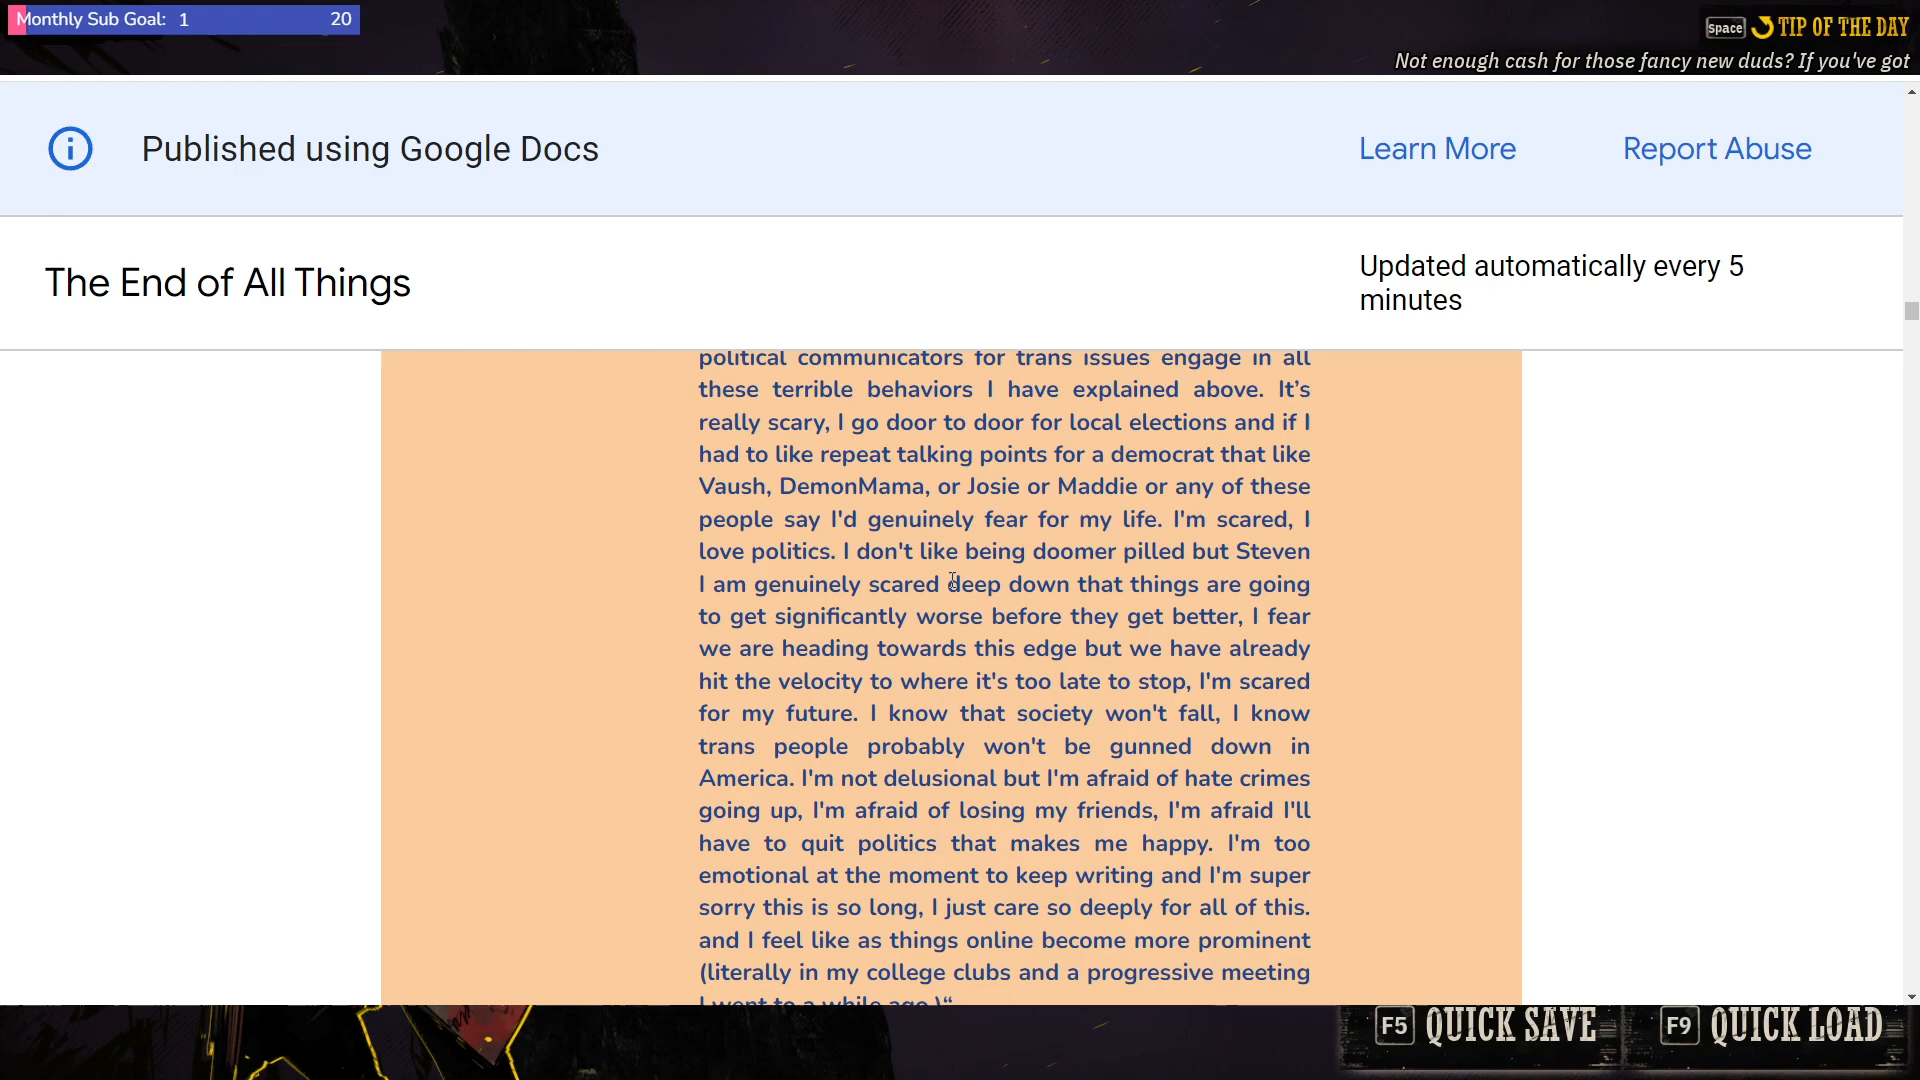 Monthly Sub Goal: 1 20
Space TIP OF THE DAY
Not enough cash for those fancy new duds? If you've got
Published using Google Docs
Learn More
Report Abuse
The End of All Things
Updated automatically every 5
minutes
political communicators for trans issues engage in all
these terrible behaviors I have explained above. It’s
really scary, I go door to door for local elections and if I
had to like repeat talking points for a democrat that like
Vaush, DemonMama, or Josie or Maddie or any of these
people say I'd genuinely fear for my life. I'm scared, I
love politics. I don't like being doomer pilled but Steven
I am genuinely scared deep down that things are going
to get significantly worse before they get better, I fear
we are heading towards this edge but we have already
hit the velocity to where it's too late to stop, I'm scared
for my future. I know that society won't fall, I know
trans people probably won't be gunned down in
America. I'm not delusional but I'm afraid of hate crimes
going up, I'm afraid of losing my friends, I'm afraid I'll
have to quit politics that makes me happy. I'm too
emotional at the moment to keep writing and I'm super
sorry this is so long, I just care so deeply for all of this.
and I feel like as things online become more prominent
(literally in my college clubs and a progressive meeting
I went to a while ago.)“
F5 QUICK SAVE
F9 QUICK LOAD